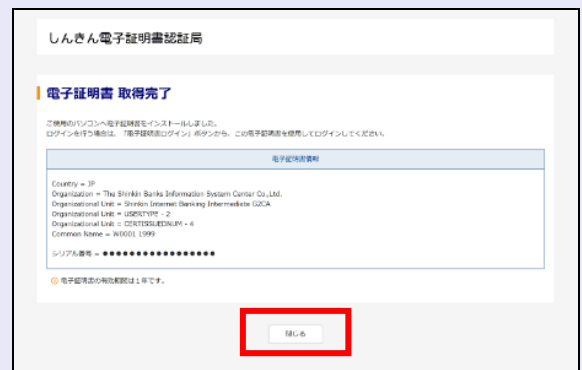 しんきん電子証明書認証局
電子証明書 取得完了
ご使用のパソコンへ電子証明書をインストールしました。
ログインを行う場合は、「電子証明書ログイン」ボタンから、この電子証明書を使用してログインしてください。
電子証明書情報
Country = JP
Organization = The Shinkin Banks Information System Center Co.,Ltd.
Organizational Unit = Shinkin Internet Banking Intermediate G2CA
Organizational Unit = USERTYPE - 2
Organizational Unit = CERTISSUEDNUM - 4
Common Name = W0001 1999
シリアル番号 = ●●●●●●●●●●●●●●●●●
電子証明書の有効期間は1年です。
閉じる